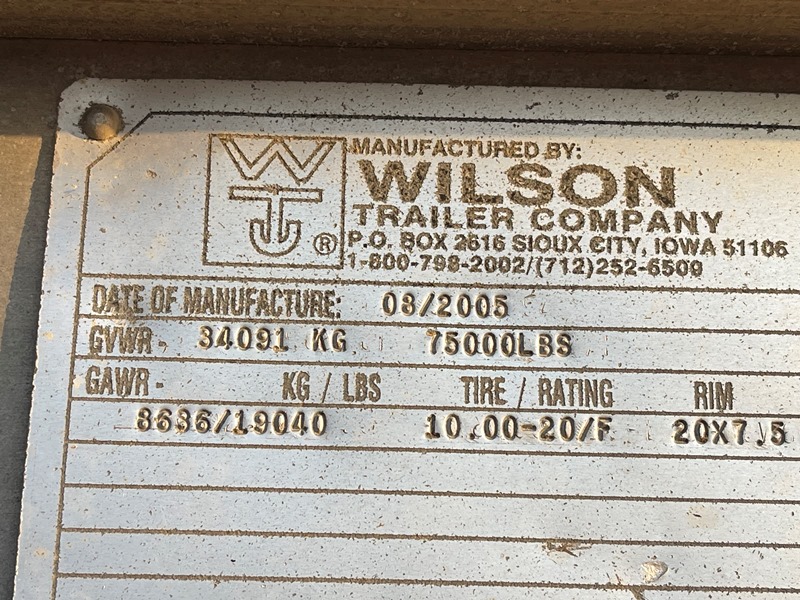 WT ®
MANUFACTURED BY:
WILSON
TRAILER COMPANY
P.O. BOX 2616 SIOUX CITY, IOWA 51106
1-800-798-2002/(712)252-6509
DATE OF MANUFACTURE: 08/2005
GVWR- 34091 KG 75000LBS
GAWR- KG / LBS TIRE / RATING RIM
8636/19040 10.00-20/F 20X7.5